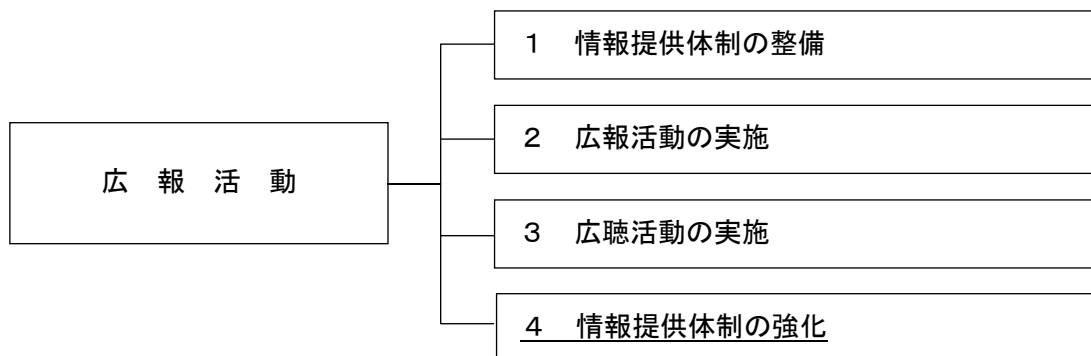 広　報　活　動
１　情報提供体制の整備
２　広報活動の実施
３　広聴活動の実施
４　情報提供体制の強化